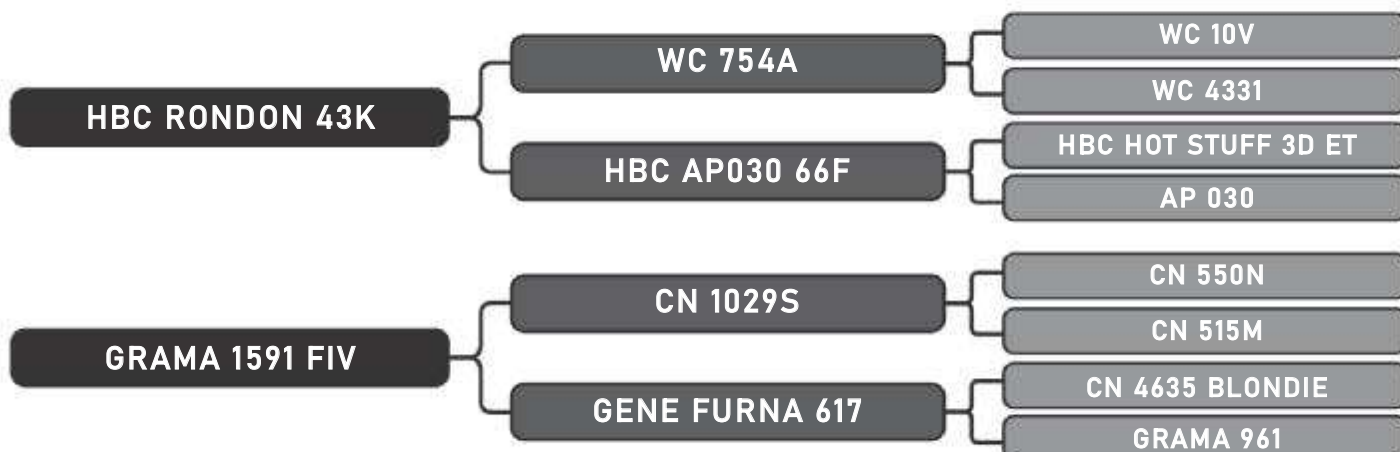 HBC RONDON 43K
WC 754A
HBC AP030 66F
WC 10V
WC 4331
HBC HOT STUFF 3D ET
AP 030
GRAMA 1591 FIV
CN 1029S
GENE FURNA 617
CN 550N
CN 515M
CN 4635 BLONDIE
GRAMA 961